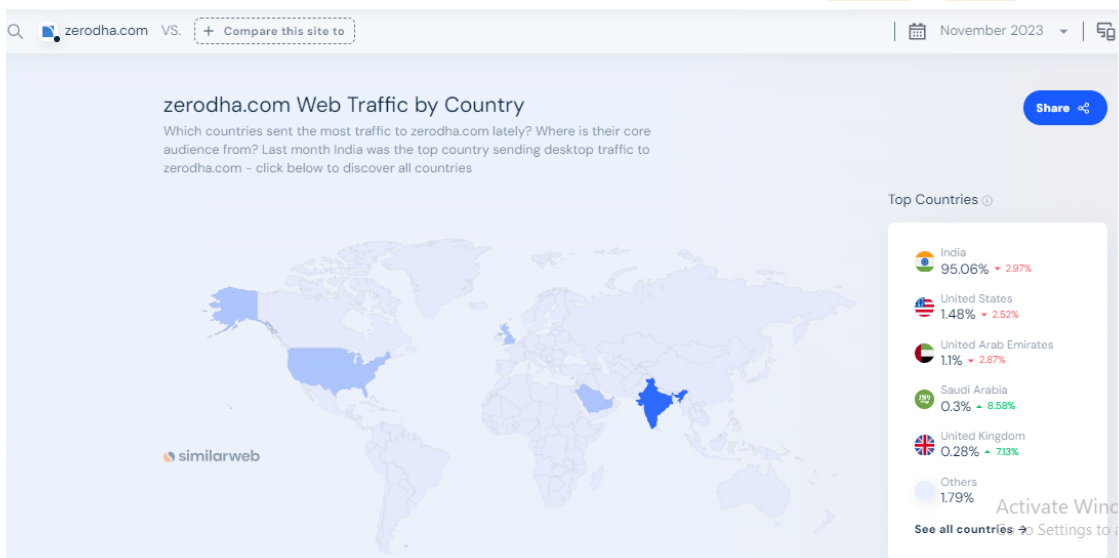 zerodha.com VS. + Compare this site to
November 2023
zerodha.com Web Traffic by Country
Share
Which countries sent the most traffic to zerodha.com lately? Where is their core
audience from? Last month India was the top country sending desktop traffic to
zerodha.com - click below to discover all countries
Top Countries
India
95.06% 2.97%
United States
1.48% 2.52%
United Arab Emirates
1.1% 2.87%
Saudi Arabia
0.3% 8.58%
United Kingdom
0.28% 7.13%
Others
1.79%
similarweb
Activate Wind
See all countries →
to Settings to a